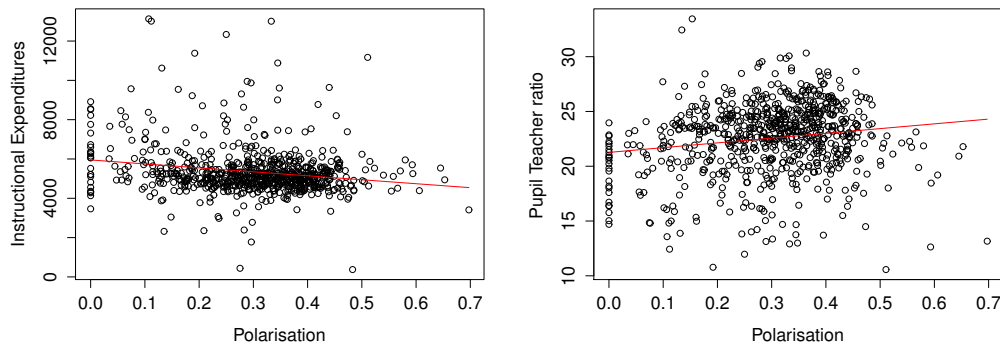 Instructional Expenditures
0 4000 8000 12000
0.0 0.1 0.2 0.3 0.4 0.5 0.6 0.7
Polarisation
Pupil Teacher ratio
10 15 20 25 30
0.0 0.1 0.2 0.3 0.4 0.5 0.6 0.7
Polarisation